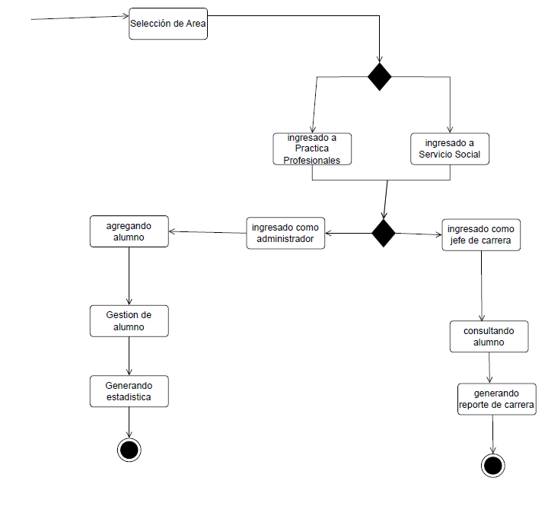 Selección de Area
ingresado a
Practica
Profesionales
ingresado a
Servicio Social
agregando
alumno
ingresado como
administrador
ingresado como
jefe de carrera
Gestion de
alumno
consultando
alumno
Generando
estadistica
generando
reporte de carrera